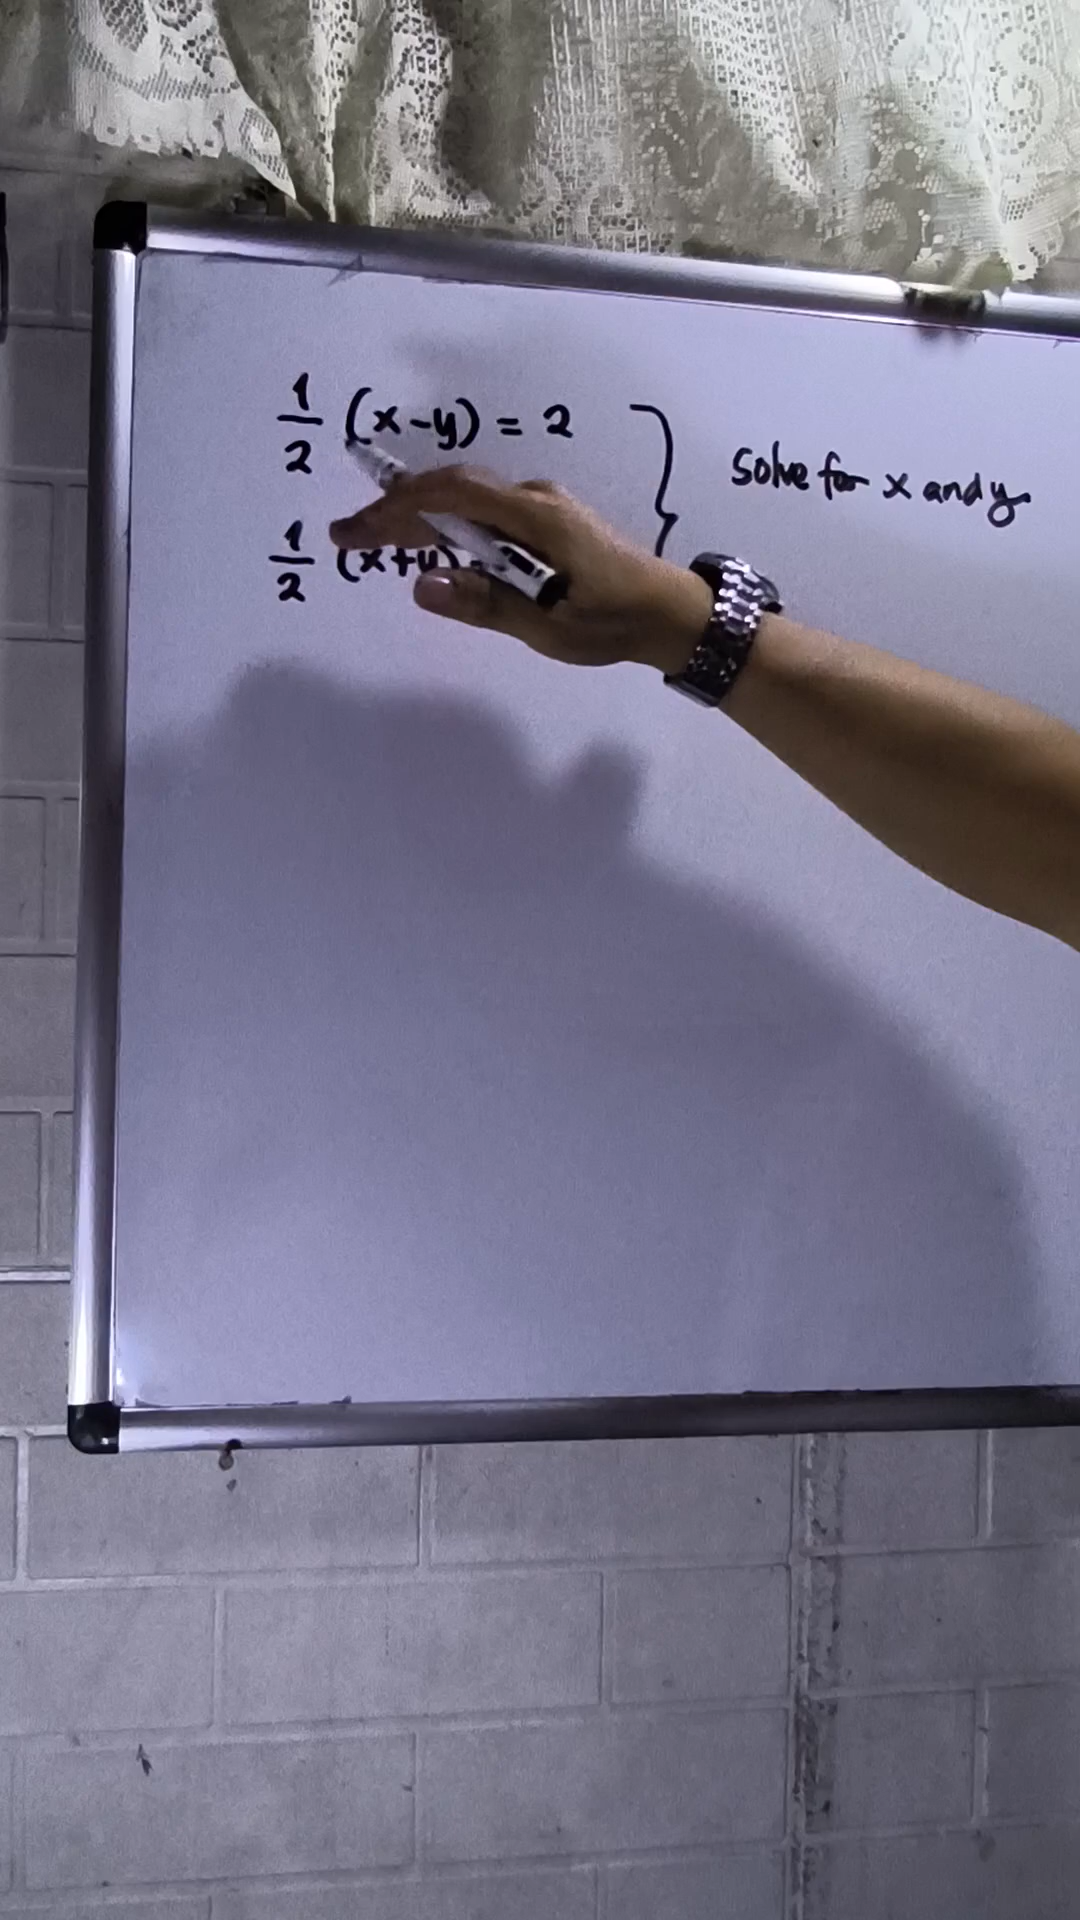 1/2 (x-y) = 2
1/2 (x+y)
Solve for x and y.